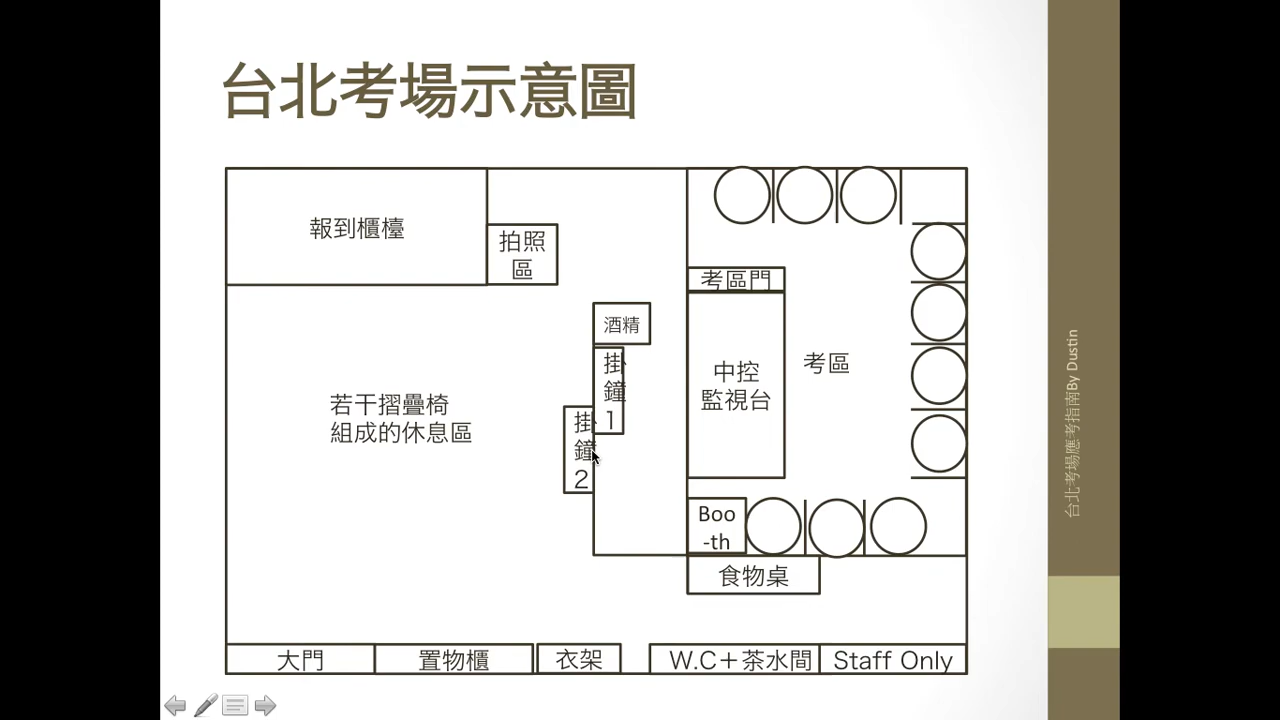 台北考場示意圖
報到櫃檯
拍照
區
考區門
酒精
掛
鐘
1
掛
鐘
2
中控
監視台
考區
若干摺疊椅
組成的休息區
Boo
-th
食物桌
大門
置物櫃
衣架
W.C＋茶水間
Staff Only
台北考場應考指南By Dustin